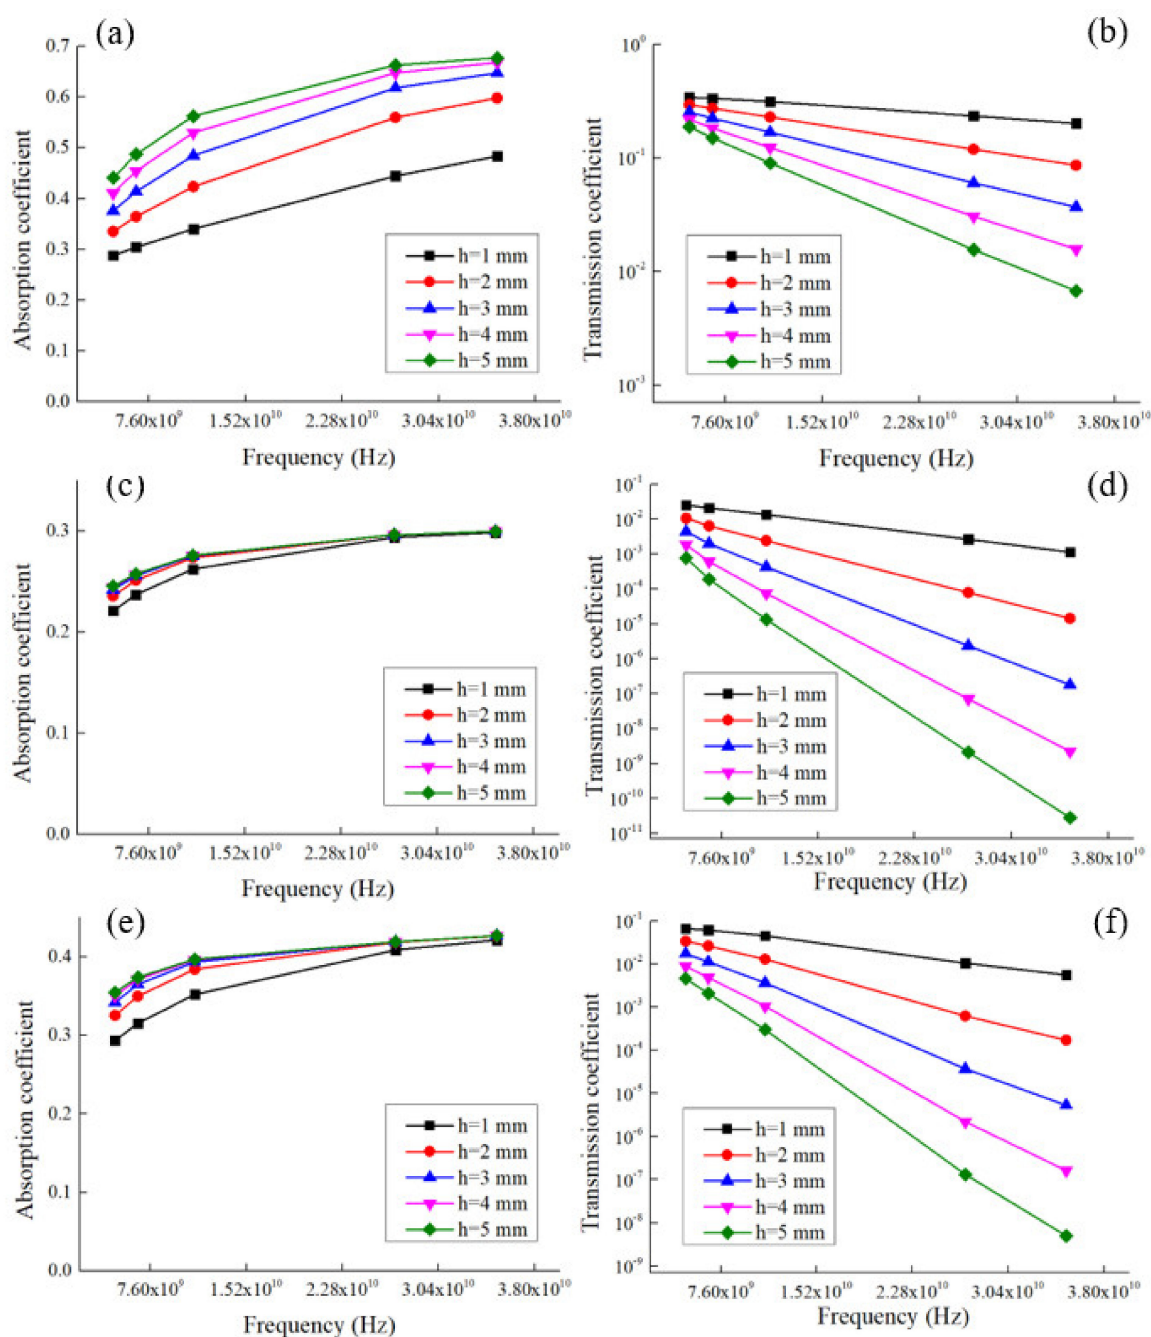 (a)
0.7
0.6
0.5
0.4
0.3
0.2
0.1
0.0
Absorption coefficient
h=1 mm
h=2 mm
h=3 mm
h=4 mm
h=5 mm
7.60x10⁹ 1.52x10¹⁰ 2.28x10¹⁰ 3.04x10¹⁰ 3.80x10¹⁰
Frequency (Hz)
(b)
10⁰
10⁻¹
10⁻²
10⁻³
Transmission coefficient
h=1 mm
h=2 mm
h=3 mm
h=4 mm
h=5 mm
7.60x10⁹ 1.52x10¹⁰ 2.28x10¹⁰ 3.04x10¹⁰ 3.80x10¹⁰
Frequency (Hz)
(c)
0.3
0.2
0.1
0.0
Absorption coefficient
h=1 mm
h=2 mm
h=3 mm
h=4 mm
h=5 mm
7.60x10⁹ 1.52x10¹⁰ 2.28x10¹⁰ 3.04x10¹⁰ 3.80x10¹⁰
Frequency (Hz)
(d)
10⁻¹
10⁻²
10⁻³
10⁻⁴
10⁻⁵
10⁻⁶
10⁻⁷
10⁻⁸
10⁻⁹
10⁻¹⁰
10⁻¹¹
Transmission coefficient
h=1 mm
h=2 mm
h=3 mm
h=4 mm
h=5 mm
7.60x10⁹ 1.52x10¹⁰ 2.28x10¹⁰ 3.04x10¹⁰ 3.80x10¹⁰
Frequency (Hz)
(e)
0.4
0.3
0.2
0.1
0.0
Absorption coefficient
h=1 mm
h=2 mm
h=3 mm
h=4 mm
h=5 mm
7.60x10⁹ 1.52x10¹⁰ 2.28x10¹⁰ 3.04x10¹⁰ 3.80x10¹⁰
Frequency (Hz)
(f)
10⁻¹
10⁻²
10⁻³
10⁻⁴
10⁻⁵
10⁻⁶
10⁻⁷
10⁻⁸
10⁻⁹
Transmission coefficient
h=1 mm
h=2 mm
h=3 mm
h=4 mm
h=5 mm
7.60x10⁹ 1.52x10¹⁰ 2.28x10¹⁰ 3.04x10¹⁰ 3.80x10¹⁰
Frequency (Hz)